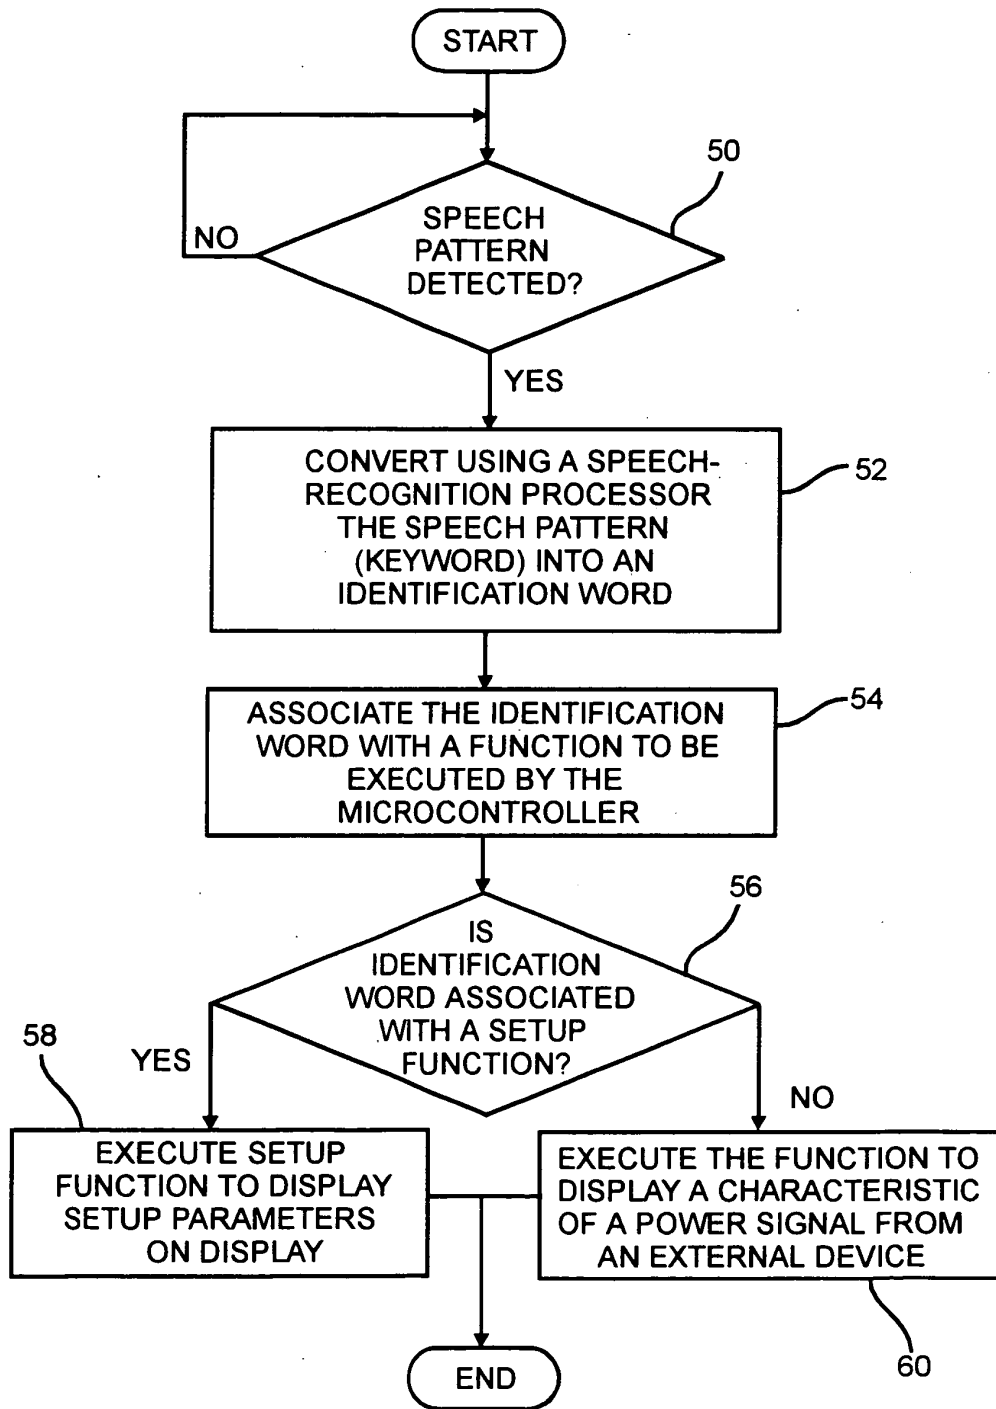 START
50
SPEECH
PATTERN
DETECTED?
NO
YES
CONVERT USING A SPEECH-
RECOGNITION PROCESSOR
THE SPEECH PATTERN
(KEYWORD) INTO AN
IDENTIFICATION WORD
52
ASSOCIATE THE IDENTIFICATION
WORD WITH A FUNCTION TO BE
EXECUTED BY THE
MICROCONTROLLER
54
56
IS
IDENTIFICATION
WORD ASSOCIATED
WITH A SETUP
FUNCTION?
58
YES
NO
EXECUTE SETUP
FUNCTION TO DISPLAY
SETUP PARAMETERS
ON DISPLAY
EXECUTE THE FUNCTION TO
DISPLAY A CHARACTERISTIC
OF A POWER SIGNAL FROM
AN EXTERNAL DEVICE
60
END